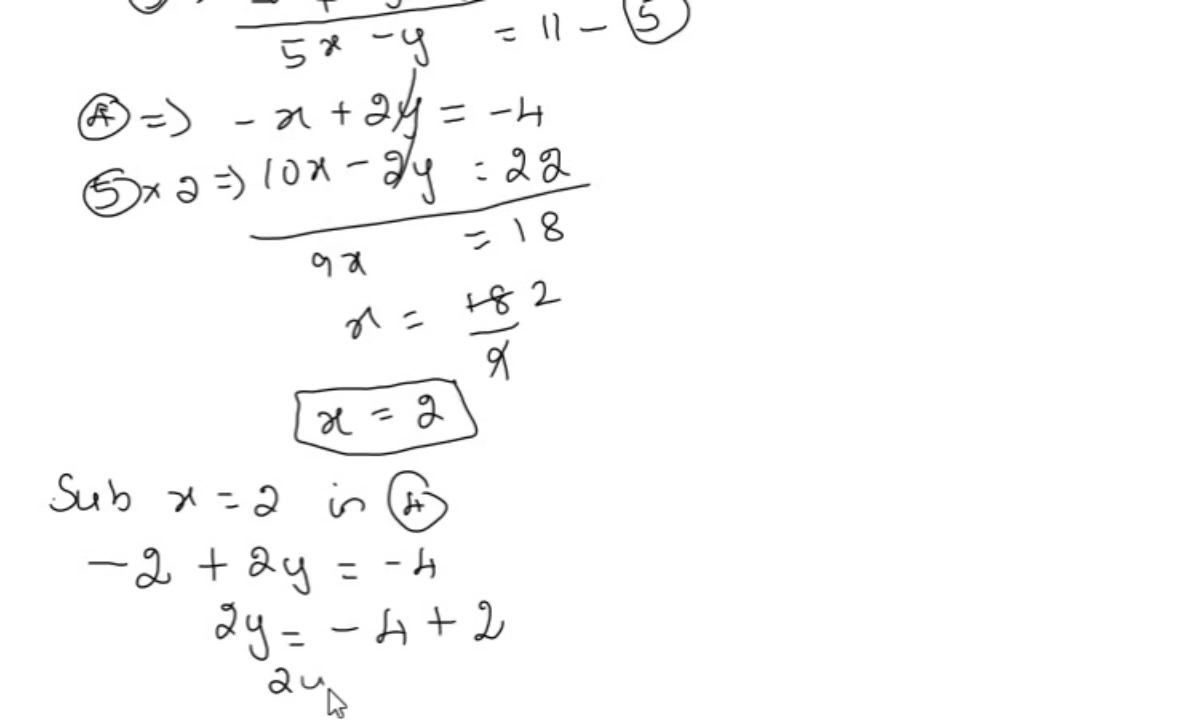 5x - y = 11 - ⑤
④ => - x + 2y = -4
⑤ x 2 => 10x - 2y = 22
9x = 18
x = 18/9 2
x = 2
Sub x = 2 in ④
-2 + 2y = -4
2y = -4 + 2
2y